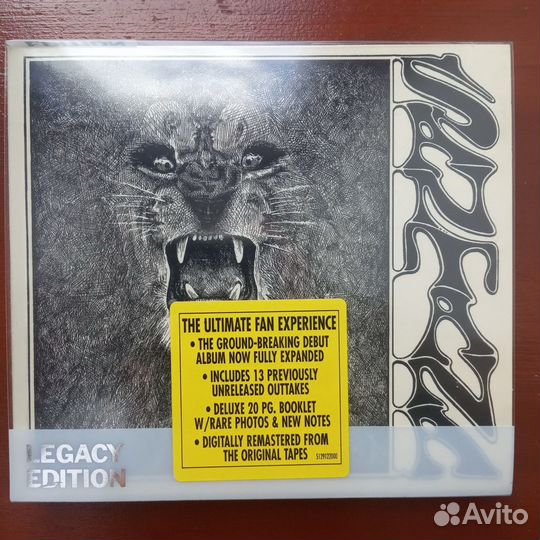 SANTANA
THE ULTIMATE FAN EXPERIENCE
• THE GROUND-BREAKING DEBUT
ALBUM NOW FULLY EXPANDED
• INCLUDES 13 PREVIOUSLY
UNRELEASED OUTTAKES
• DELUXE 20 PG. BOOKLET
W/RARE PHOTOS & NEW NOTES
• DIGITALLY REMASTERED FROM
THE ORIGINAL TAPES
LEGACY
EDITION
Avito